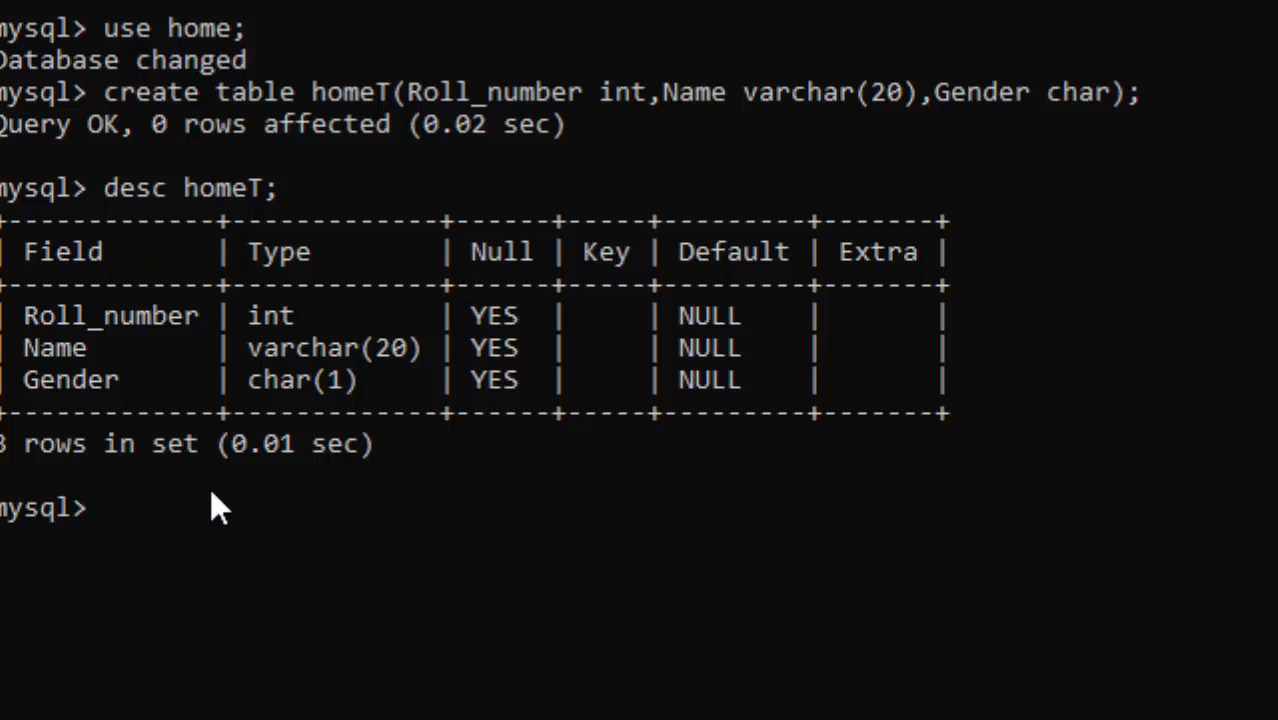 mysql> use home;
Database changed
mysql> create table homeT(Roll_number int,Name varchar(20),Gender char);
Query OK, 0 rows affected (0.02 sec)
mysql> desc homeT;
+-------------+-------------+------+-----+---------+-------+
| Field | Type | Null | Key | Default | Extra |
+-------------+-------------+------+-----+---------+-------+
| Roll_number | int | YES | | NULL | |
| Name | varchar(20) | YES | | NULL | |
| Gender | char(1) | YES | | NULL | |
+-------------+-------------+------+-----+---------+-------+
3 rows in set (0.01 sec)
mysql>